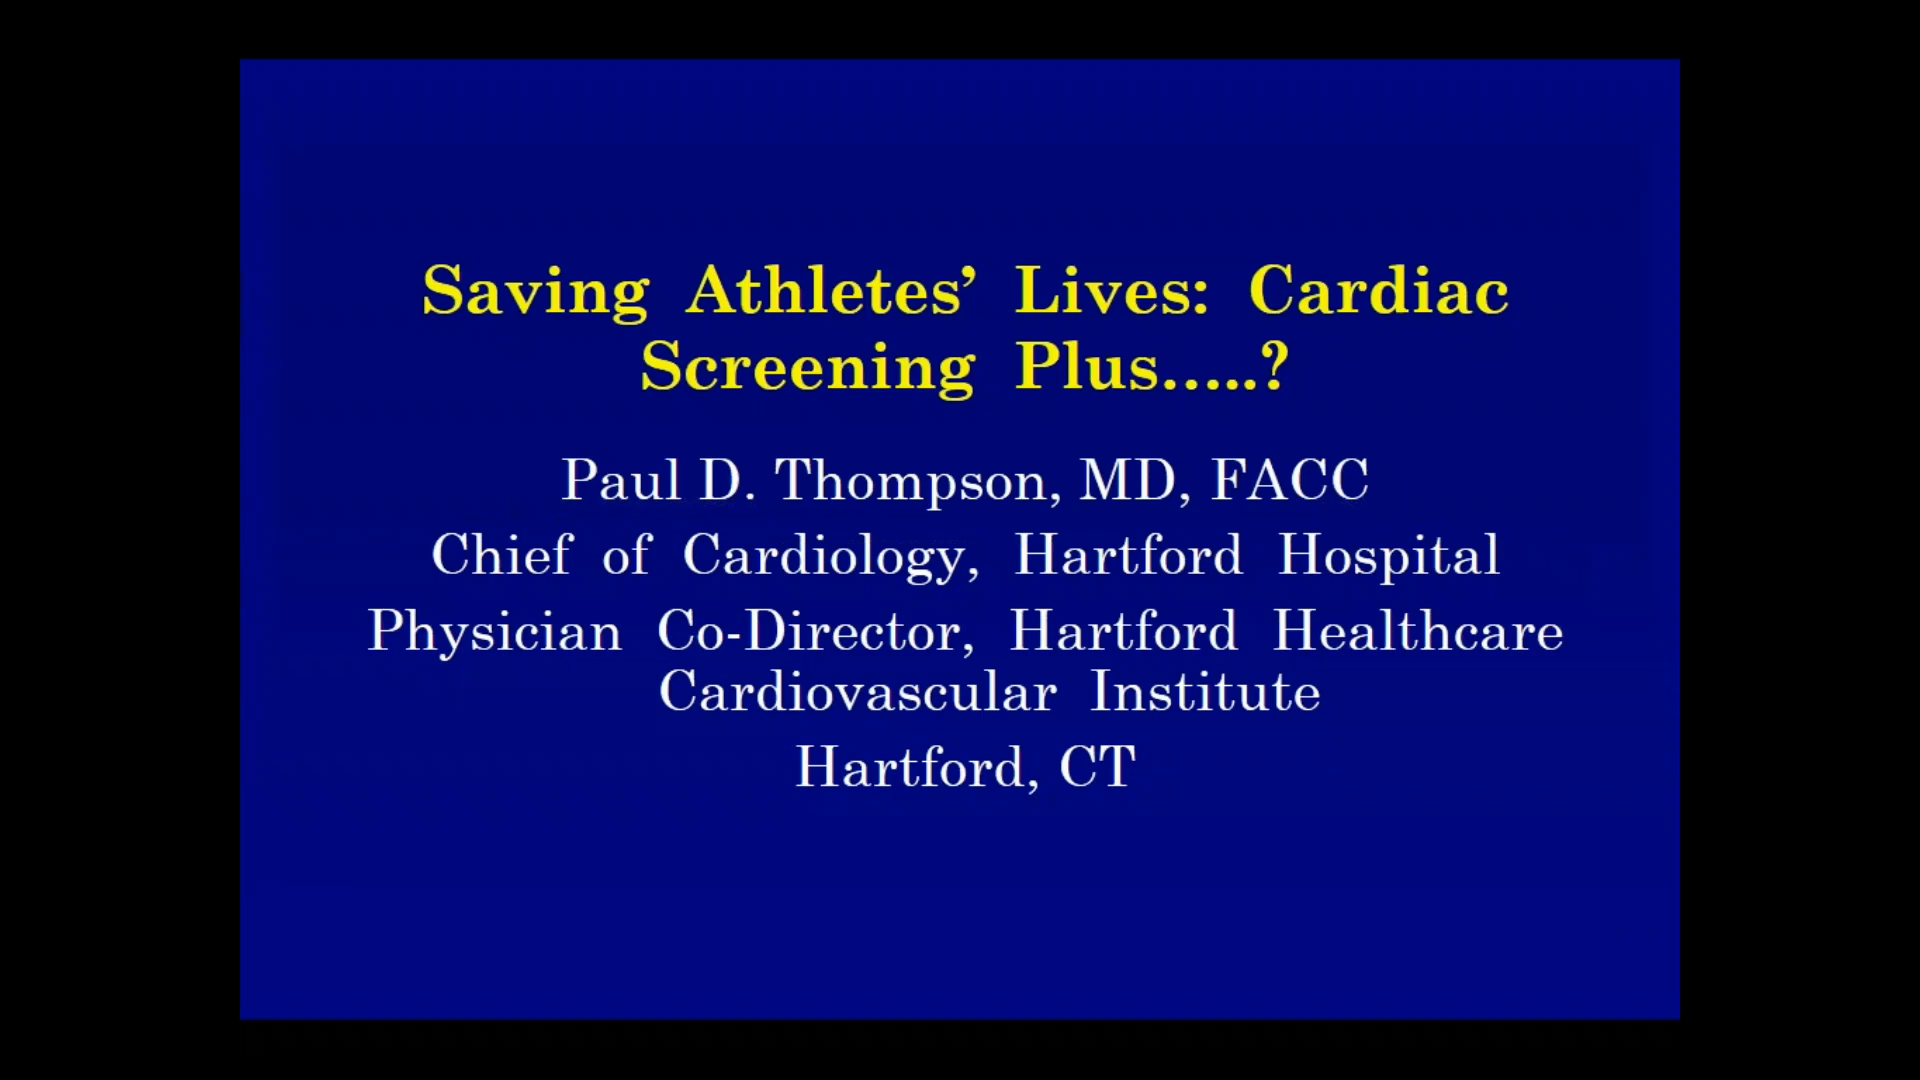 Saving Athletes’ Lives: Cardiac
Screening Plus.....?
Paul D. Thompson, MD, FACC
Chief of Cardiology, Hartford Hospital
Physician Co-Director, Hartford Healthcare
Cardiovascular Institute
Hartford, CT